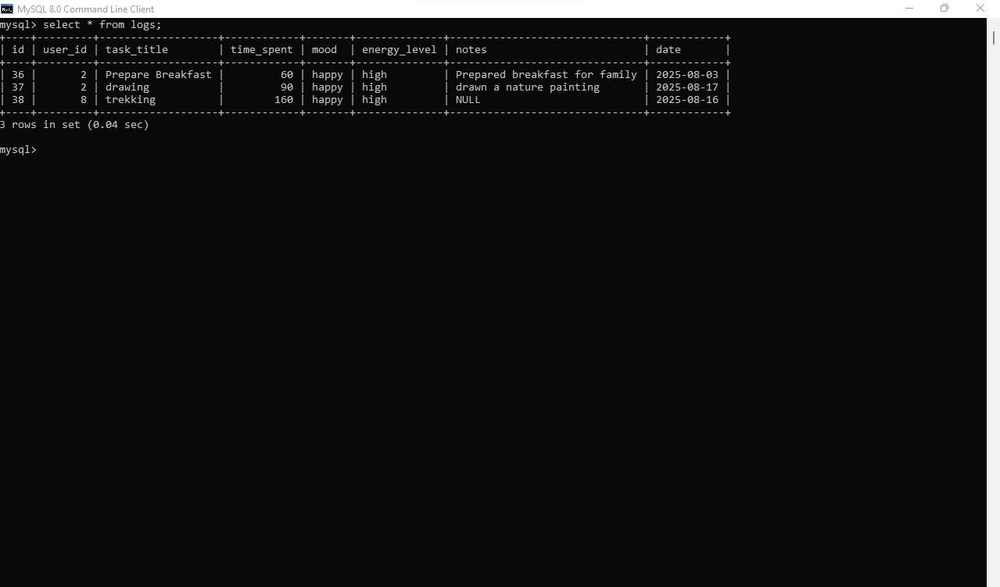 MySQL 8.0 Command Line Client
mysql> select * from logs;
+----+---------+------------------+------------+-------+--------------+------------------------------+------------+
| id | user_id | task_title       | time_spent | mood  | energy_level | notes                        | date       |
+----+---------+------------------+------------+-------+--------------+------------------------------+------------+
| 36 |       2 | Prepare Breakfast |         60 | happy | high         | Prepared breakfast for family | 2025-08-03 |
| 37 |       2 | drawing          |         90 | happy | high         | drawn a nature painting      | 2025-08-17 |
| 38 |       8 | trekking         |        160 | happy | high         | NULL                         | 2025-08-16 |
+----+---------+------------------+------------+-------+--------------+------------------------------+------------+
3 rows in set (0.04 sec)
mysql>